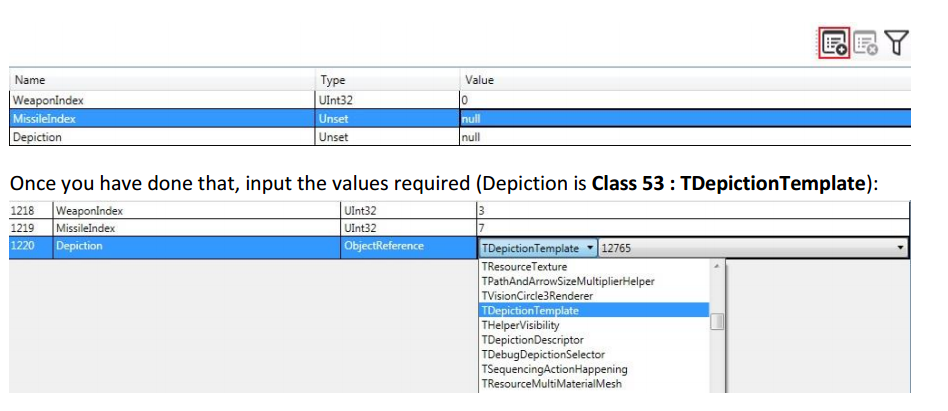 Name Type Value
WeaponIndex UInt32 0
MissileIndex Unset null
Depiction Unset null
Once you have done that, input the values required (Depiction is Class 53 : TDepictionTemplate):
1218 WeaponIndex UInt32 3
1219 MissileIndex UInt32 7
1220 Depiction ObjectReference TDepictionTemplate 12765
TResourceTexture
TPathAndArrowSizeMultiplierHelper
TVisionCircle3Renderer
TDepictionTemplate
THelperVisibility
TDepictionDescriptor
TDebugDepictionSelector
TSequencingActionHappening
TResourceMultiMaterialMesh